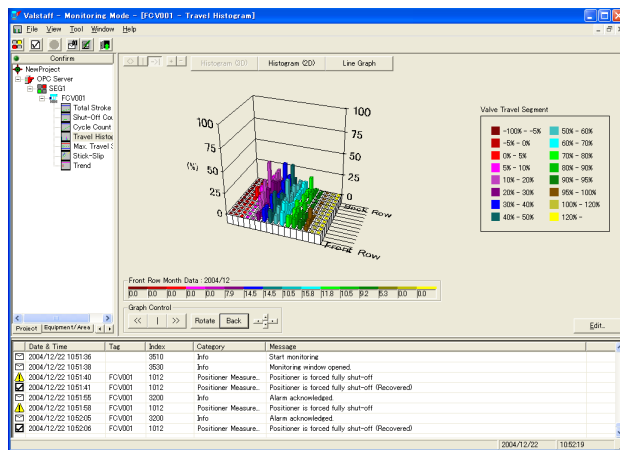 Valstaff - Monitoring Mode - [FCV001 - Travel Histogram]
File View Tool Window Help
Confirm
NewProject
OPC Server
SEG1
FCV001
Total Stroke
Shut-Off Cou
Cycle Count
Travel Histog
Max. Travel S
Stick-Slip
Trend
Project Equipment/Area
Histogram (3D) Histogram (2D) Line Graph
100
75
50
25
0
(%)
100
75
50
25
0
Back Row
Front Row
Valve Travel Segment
-100% - -5% 50% - 60%
-5% - 0% 60% - 70%
0% - 5% 70% - 80%
5% - 10% 80% - 90%
10% - 20% 90% - 95%
20% - 30% 95% - 100%
30% - 40% 100% - 120%
40% - 50% 120% -
Front Row Month Data : 2004/12
0.0 0.0 0.0 0.0 7.9 14.5 14.5 10.5 15.8 11.8 10.5 9.2 5.3 0.0 0.0
Graph Control
<< | >> Rotate Back
Edit...
Date & Time Tag Index Category Message
2004/12/22 10:51:36 3510 Info Start monitoring
2004/12/22 10:51:38 3530 Info Monitoring window opened.
2004/12/22 10:51:40 FCV001 1012 Positioner Measure... Positioner is forced fully shut-off
2004/12/22 10:51:41 FCV001 1012 Positioner Measure... Positioner is forced fully shut-off (Recovered)
2004/12/22 10:51:55 FCV001 3200 Info Alarm acknowledged.
2004/12/22 10:51:58 FCV001 1012 Positioner Measure... Positioner is forced fully shut-off
2004/12/22 10:52:05 FCV001 3200 Info Alarm acknowledged.
2004/12/22 10:52:06 FCV001 1012 Positioner Measure... Positioner is forced fully shut-off (Recovered)
2004/12/22 10:52:19